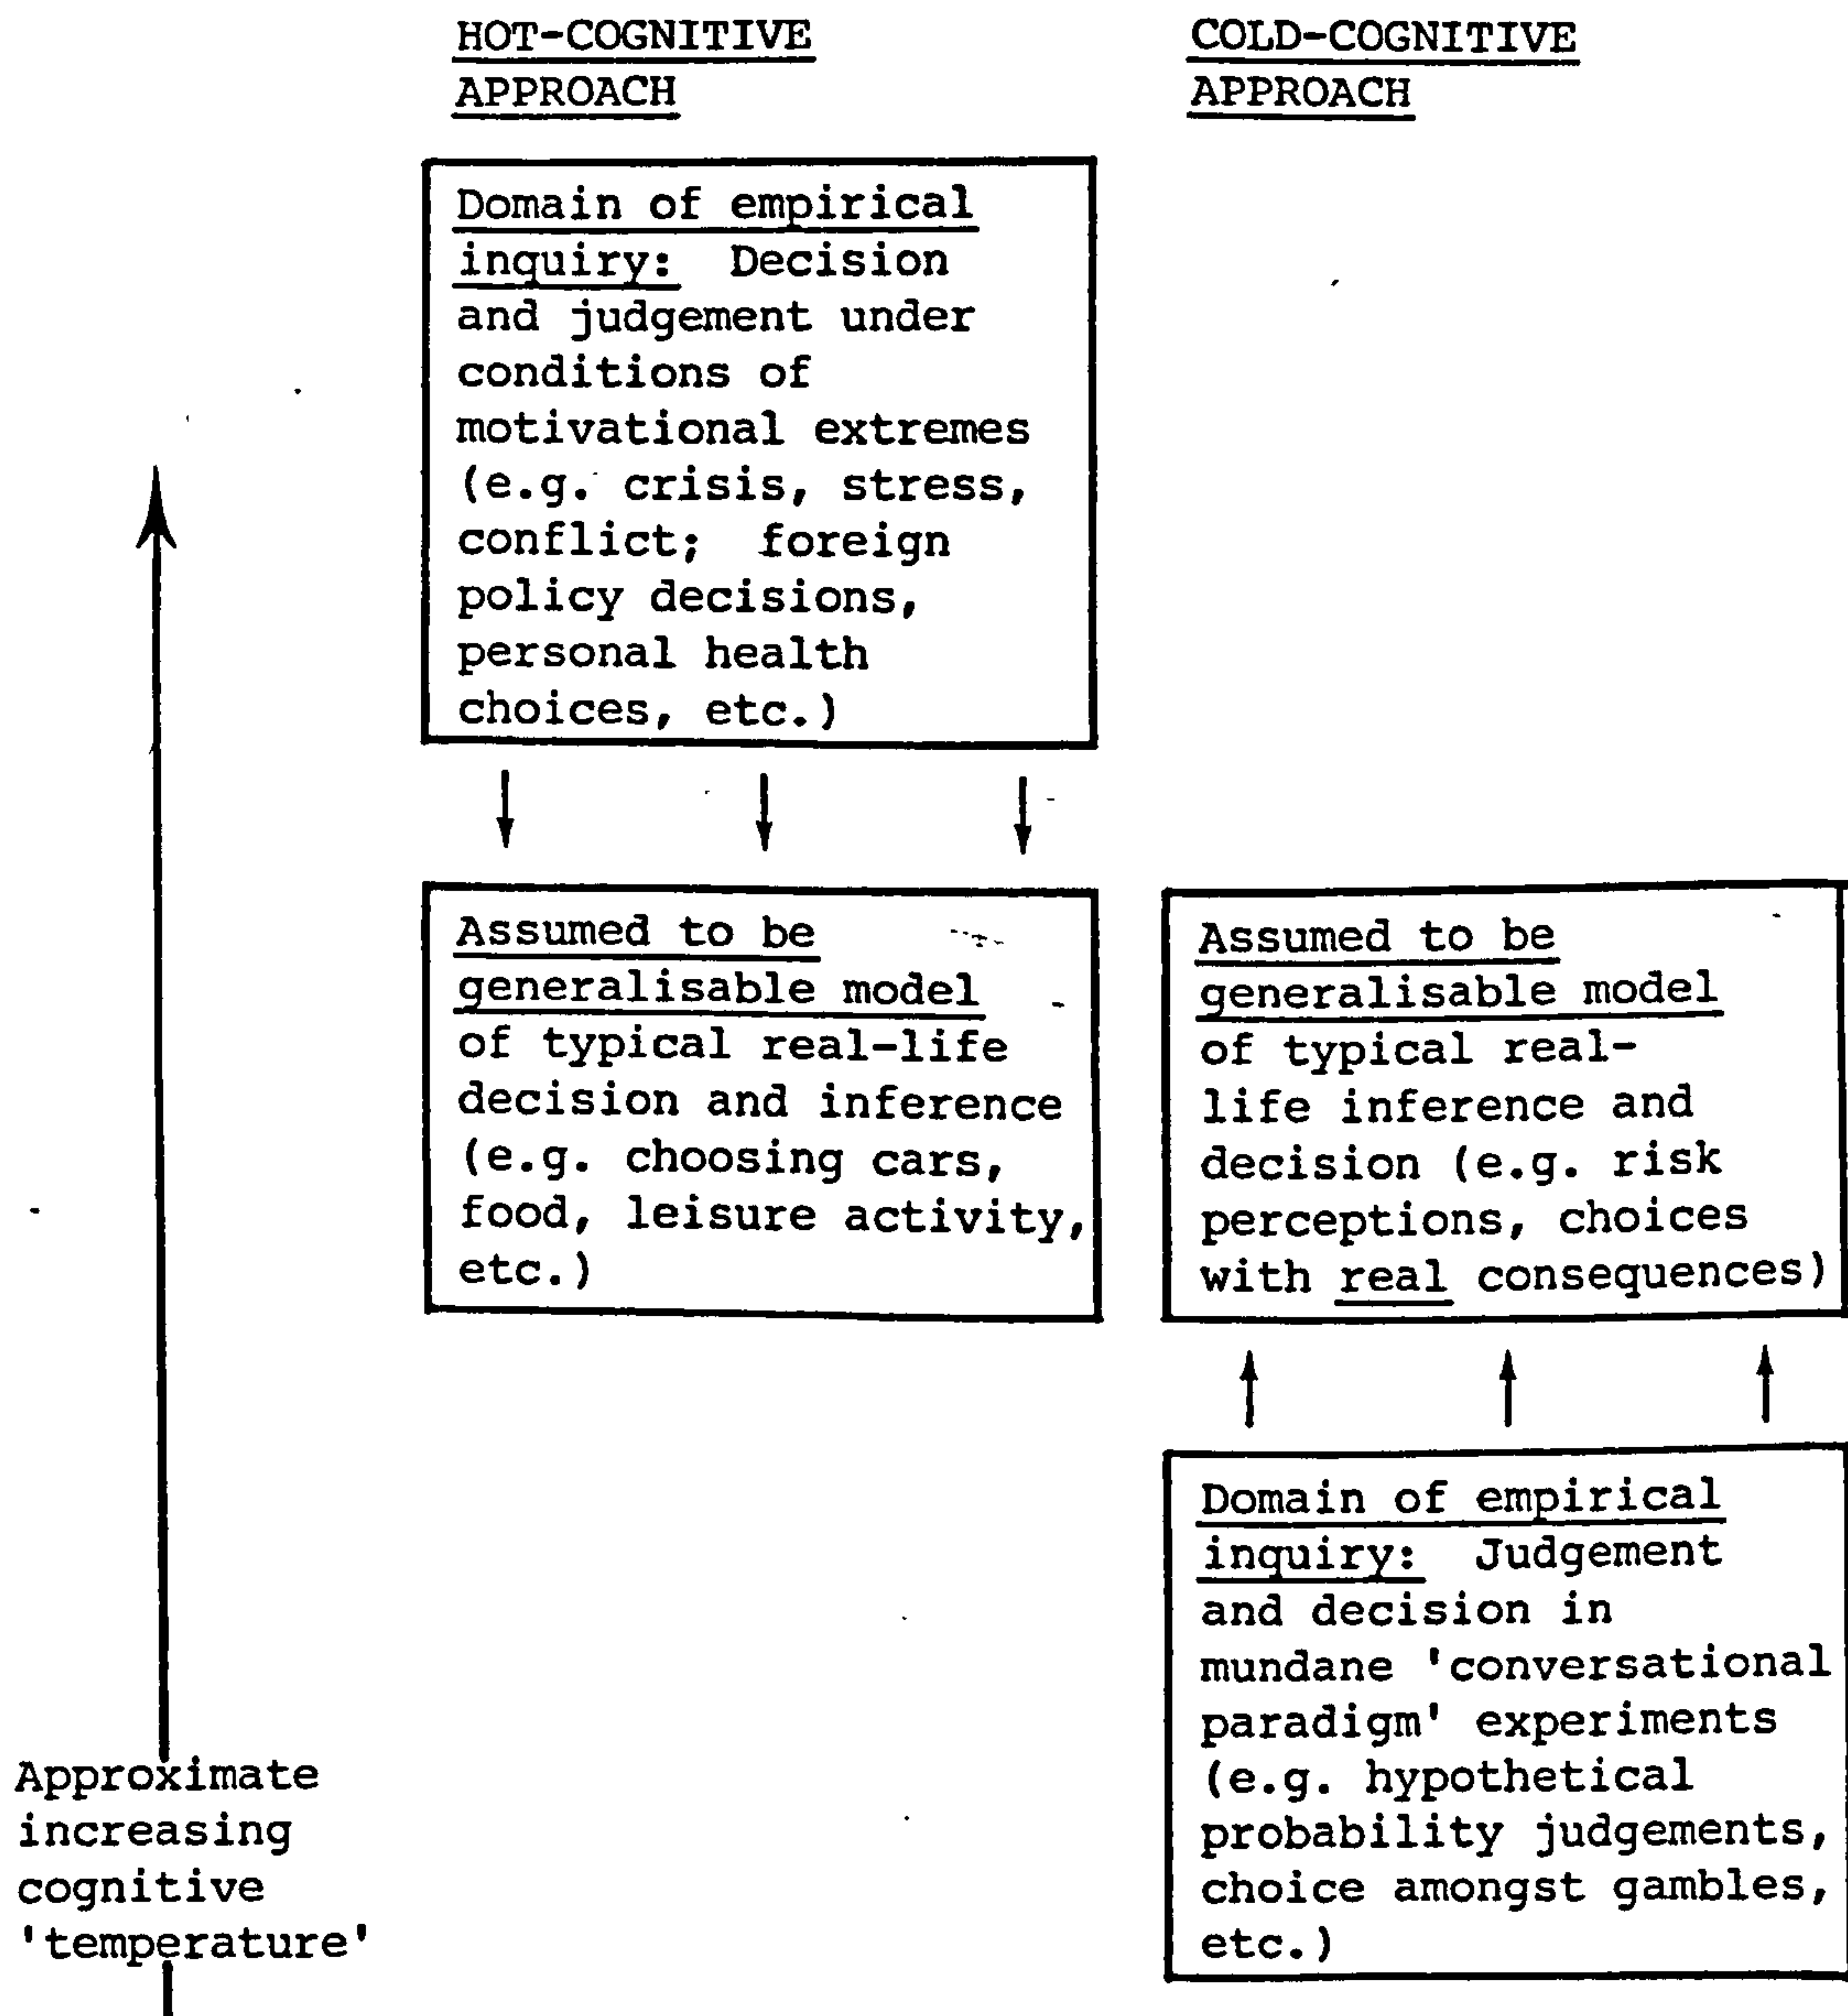 HOT-COGNITIVE
APPROACH
COLD-COGNITIVE
APPROACH
Domain of empirical
inquiry: Decision
and judgement under
conditions of
motivational extremes
(e.g. crisis, stress,
conflict; foreign
policy decisions,
personal health
choices, etc.)
Assumed to be
generalisable model
of typical real-life
decision and inference
(e.g. choosing cars,
food, leisure activity,
etc.)
Assumed to be
generalisable model
of typical real-
life inference and
decision (e.g. risk
perceptions, choices
with real consequences)
Domain of empirical
inquiry: Judgement
and decision in
mundane 'conversational
paradigm' experiments
(e.g. hypothetical
probability judgements,
choice amongst gambles,
etc.)
Approximate
increasing
cognitive
'temperature'